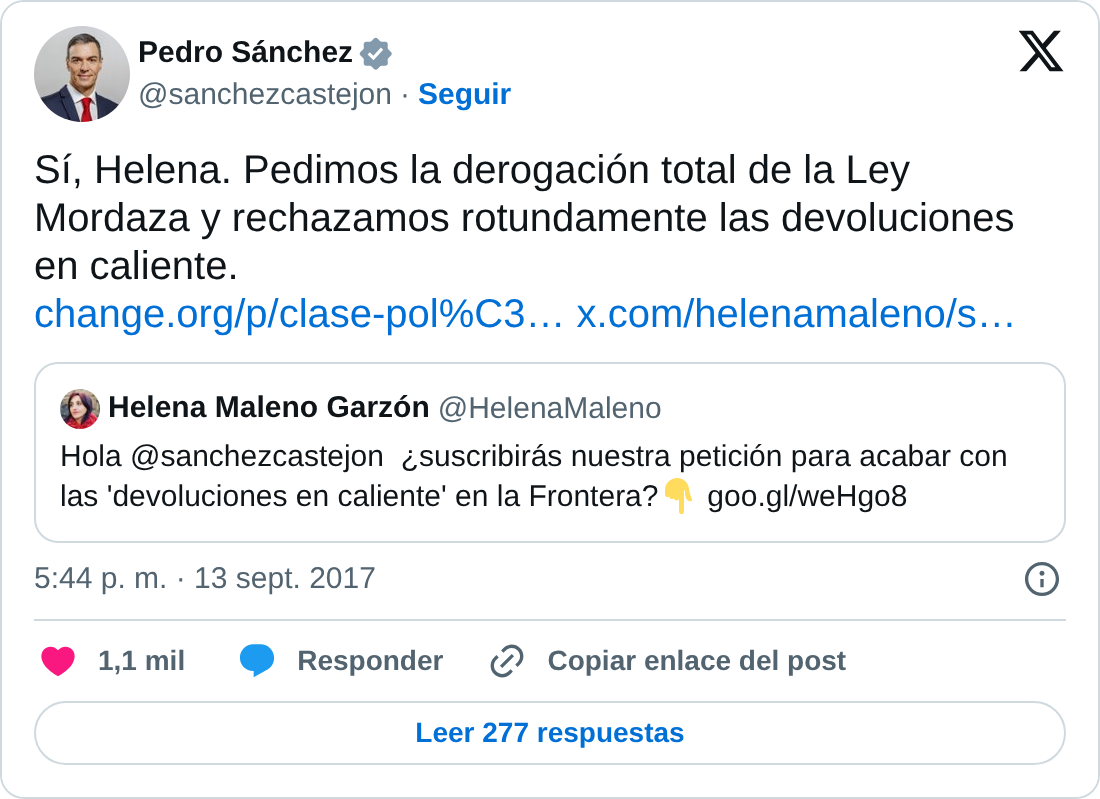 Pedro Sánchez
@sanchezcastejon · Seguir
Sí, Helena. Pedimos la derogación total de la Ley
Mordaza y rechazamos rotundamente las devoluciones
en caliente.
change.org/p/clase-pol%C3… x.com/helenamaleno/s…
Helena Maleno Garzón @HelenaMaleno
Hola @sanchezcastejon  ¿suscribirás nuestra petición para acabar con
las 'devoluciones en caliente' en la Frontera?👇 goo.gl/weHgo8
5:44 p. m. · 13 sept. 2017
1,1 mil Responder Copiar enlace del post
Leer 277 respuestas